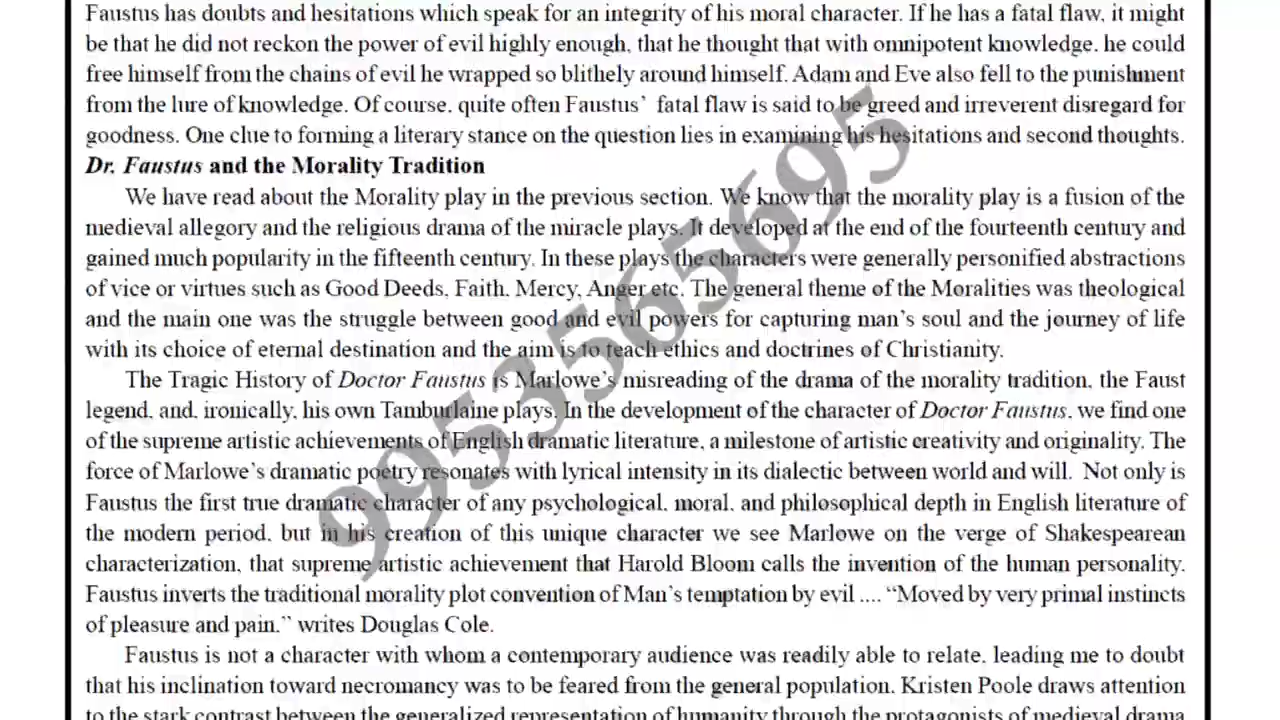 Faustus has doubts and hesitations which speak for an integrity of his moral character. If he has a fatal flaw, it might
be that he did not reckon the power of evil highly enough, that he thought that with omnipotent knowledge, he could
free himself from the chains of evil he wrapped so blithely around himself. Adam and Eve also fell to the punishment
from the lure of knowledge. Of course, quite often Faustus' fatal flaw is said to be greed and irreverent disregard for
goodness. One clue to forming a literary stance on the question lies in examining his hesitations and second thoughts.
Dr. Faustus and the Morality Tradition
We have read about the Morality play in the previous section. We know that the morality play is a fusion of the
medieval allegory and the religious drama of the miracle plays. It developed at the end of the fourteenth century and
gained much popularity in the fifteenth century. In these plays the characters were generally personified abstractions
of vice or virtues such as Good Deeds, Faith, Mercy, Anger etc. The general theme of the Moralities was theological
and the main one was the struggle between good and evil powers for capturing man's soul and the journey of life
with its choice of eternal destination and the aim is to teach ethics and doctrines of Christianity.
The Tragic History of Doctor Faustus is Marlowe's misreading of the drama of the morality tradition, the Faust
legend, and, ironically, his own Tamburlaine plays. In the development of the character of Doctor Faustus, we find one
of the supreme artistic achievements of English dramatic literature, a milestone of artistic creativity and originality. The
force of Marlowe's dramatic poetry resonates with lyrical intensity in its dialectic between world and will. Not only is
Faustus the first true dramatic character of any psychological, moral, and philosophical depth in English literature of
the modern period, but in his creation of this unique character we see Marlowe on the verge of Shakespearean
characterization, that supreme artistic achievement that Harold Bloom calls the invention of the human personality.
Faustus inverts the traditional morality plot convention of Man's temptation by evil .... “Moved by very primal instincts
of pleasure and pain,” writes Douglas Cole.
Faustus is not a character with whom a contemporary audience was readily able to relate, leading me to doubt
that his inclination toward necromancy was to be feared from the general population. Kristen Poole draws attention
to the stark contrast between the generalized representation of humanity through the protagonists of medieval drama
9953565695